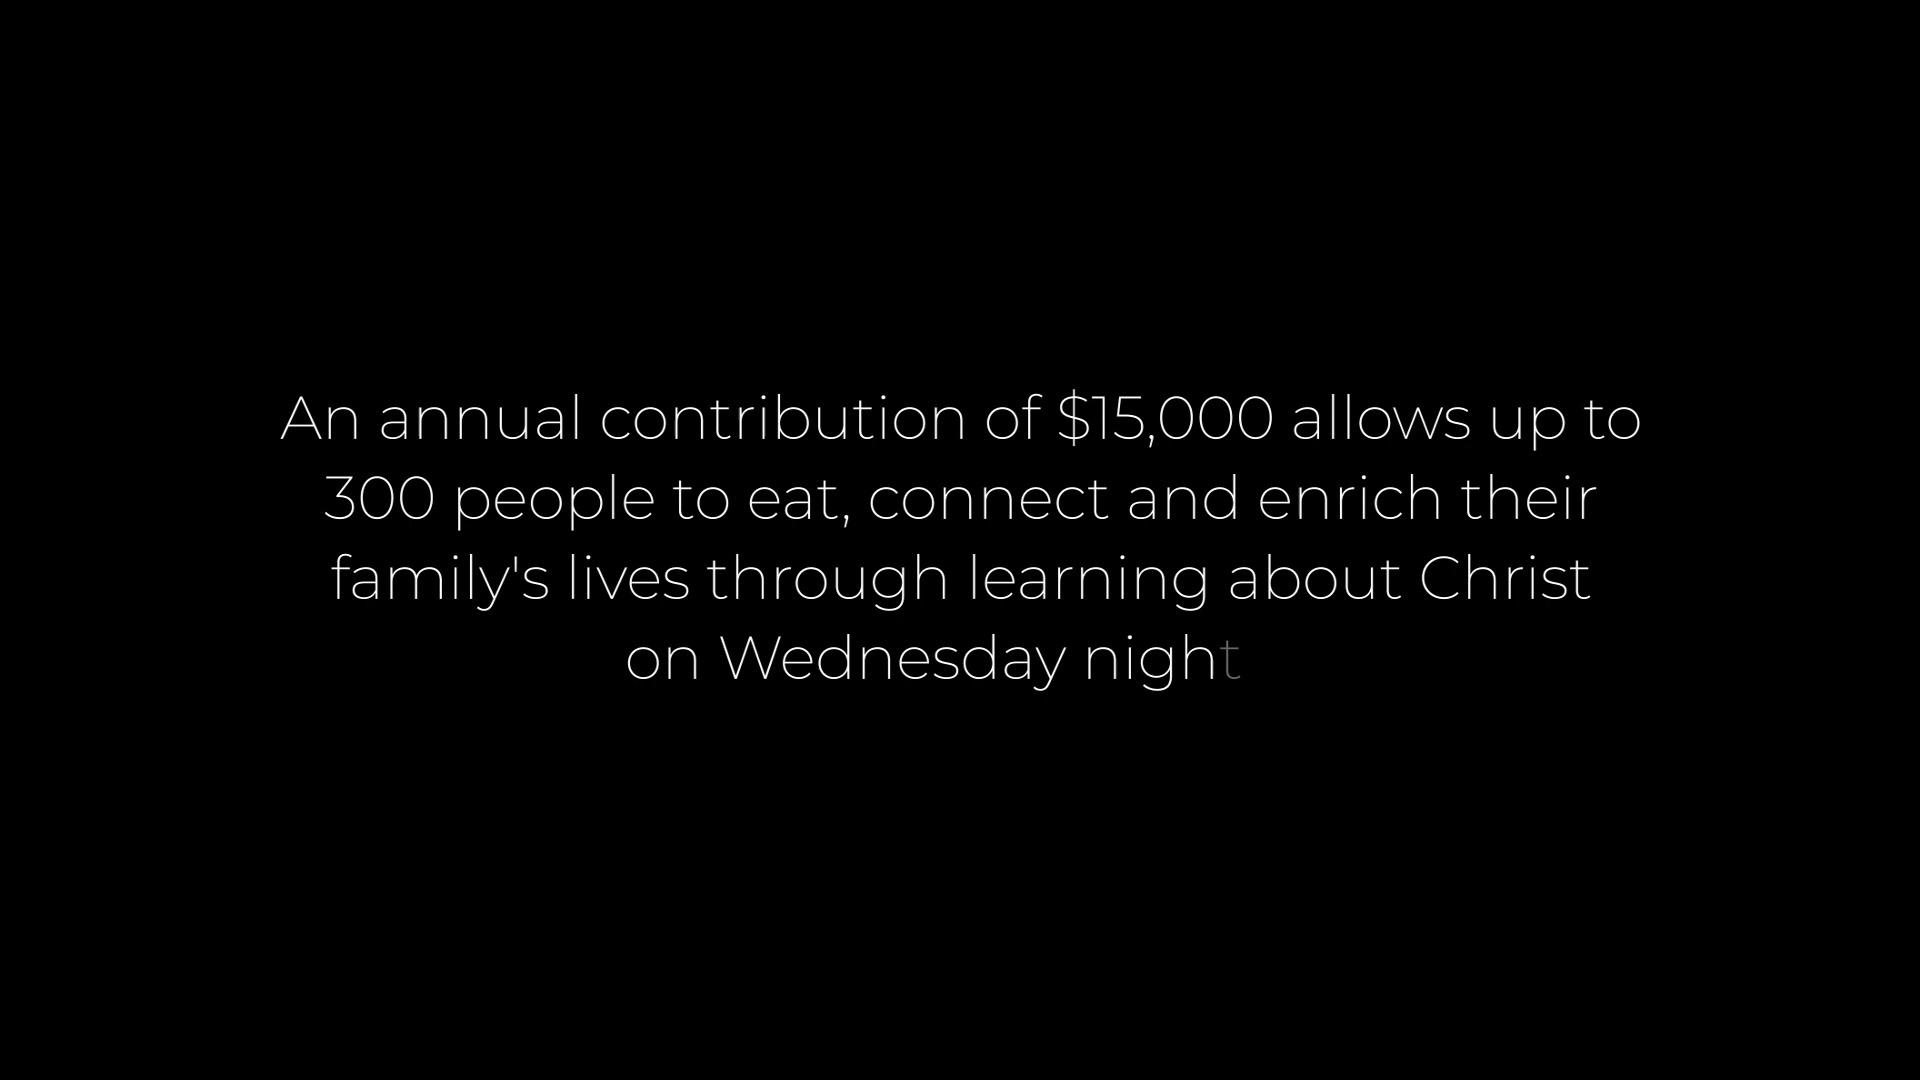 An annual contribution of $15,000 allows up to
300 people to eat, connect and enrich their
family's lives through learning about Christ
on Wednesday night